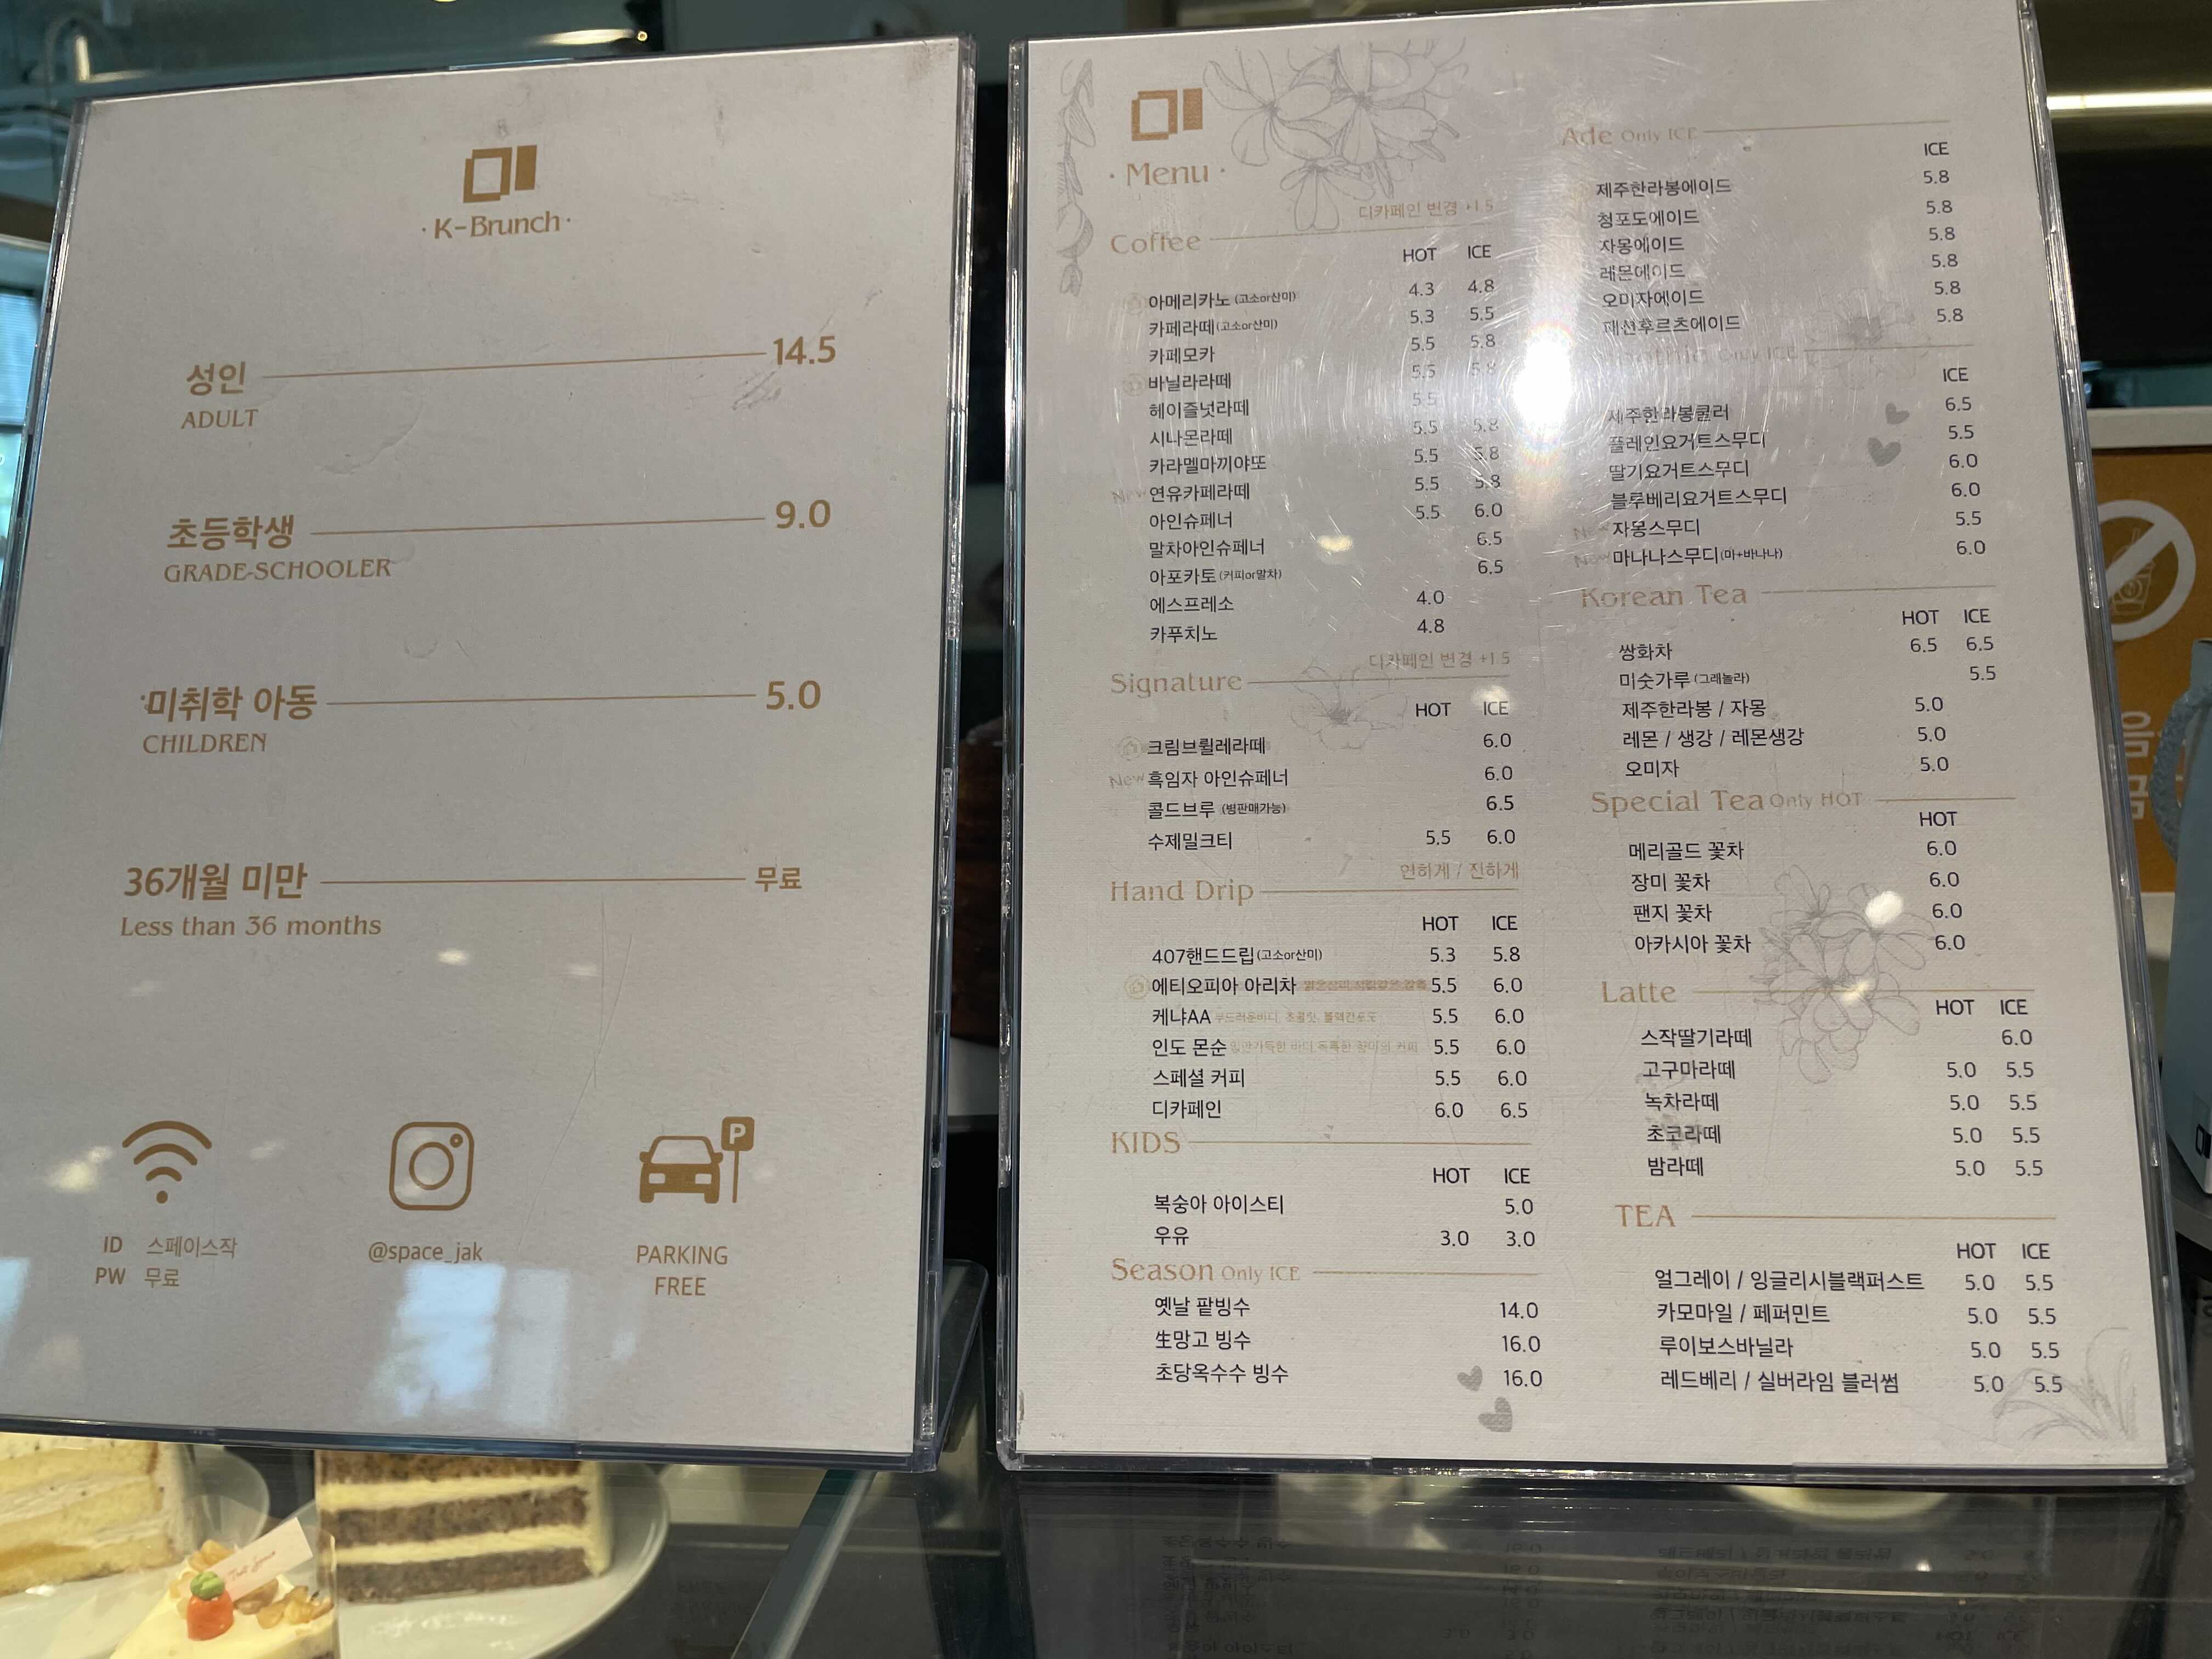 K-Brunch
성인 14.5
ADULT
초등학생 9.0
GRADE-SCHOOLER
미취학 아동 5.0
CHILDREN
36개월 미만 무료
Less than 36 months
ID 스페이스작
PW 무료
@space_jak
PARKING
FREE
Menu
디카페인 변경 +1.5
Coffee
HOT ICE
아메리카노 (고소or산미) 4.3 4.8
카페라떼 (고소or산미) 5.3 5.5
카페모카 5.5 5.8
바닐라라떼 5.5 5.8
헤이즐넛라떼 5.5
시나몬라떼 5.5 5.8
카라멜마끼야또 5.5 5.8
New 연유카페라떼 5.5 5.8
아인슈페너 5.5 6.0
말차아인슈페너 6.5
아포카토 (커피or말차) 6.5
에스프레소 4.0
카푸치노 4.8
디카페인 변경 +1.5
Signature
HOT ICE
크림브륄레라떼 6.0
New 흑임자 아인슈페너 6.0
콜드브루 (병판매가능) 6.5
수제밀크티 5.5 6.0
연하게 / 진하게
Hand Drip
HOT ICE
407핸드드립 (고소or산미) 5.3 5.8
에티오피아 아리차 5.5 6.0
케냐AA 5.5 6.0
인도 몬순 5.5 6.0
스페셜 커피 5.5 6.0
디카페인 6.0 6.5
KIDS
HOT ICE
복숭아 아이스티 5.0
우유 3.0 3.0
Season Only ICE
옛날 팥빙수 14.0
生망고 빙수 16.0
초당옥수수 빙수 16.0
Ade Only ICE
ICE
제주한라봉에이드 5.8
청포도에이드 5.8
자몽에이드 5.8
레몬에이드 5.8
오미자에이드 5.8
패션후르츠에이드 5.8
Only ICE
ICE
제주한라봉쿨러 6.5
플레인요거트스무디 5.5
딸기요거트스무디 6.0
블루베리요거트스무디 6.0
New 자몽스무디 5.5
New 마나나스무디 (마+바나나) 6.0
Korean Tea
HOT ICE
쌍화차 6.5 6.5
미숫가루 (그래놀라) 5.5
제주한라봉 / 자몽 5.0
레몬 / 생강 / 레몬생강 5.0
오미자 5.0
Special Tea Only HOT
HOT
메리골드 꽃차 6.0
장미 꽃차 6.0
팬지 꽃차 6.0
아카시아 꽃차 6.0
Latte
HOT ICE
스작딸기라떼 6.0
고구마라떼 5.0 5.5
녹차라떼 5.0 5.5
초코라떼 5.0 5.5
밤라떼 5.0 5.5
TEA
HOT ICE
얼그레이 / 잉글리시블랙퍼스트 5.0 5.5
카모마일 / 페퍼민트 5.0 5.5
루이보스바닐라 5.0 5.5
레드베리 / 실버라임 블러썸 5.0 5.5